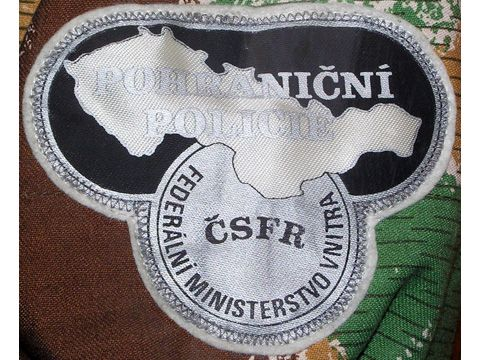 POHRANIČNÍ
POLICIE
ČSFR
FEDERÁLNÍ MINISTERSTVO VNITRA